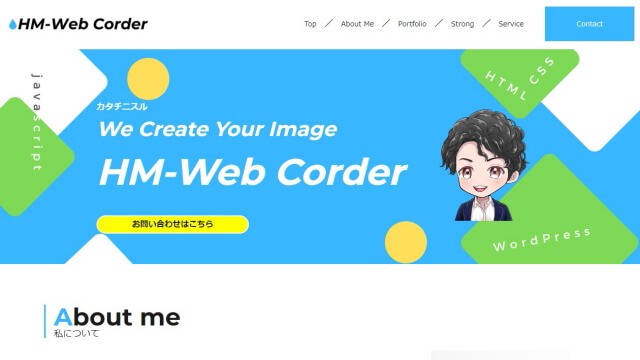 HM-Web Corder
Top / About Me / Portfolio / Strong / Service
Contact
javascript
HTML
CSS
カタチニスル
We Create Your Image
HM-Web Corder
お問い合わせはこちら
WordPress
About me
私について